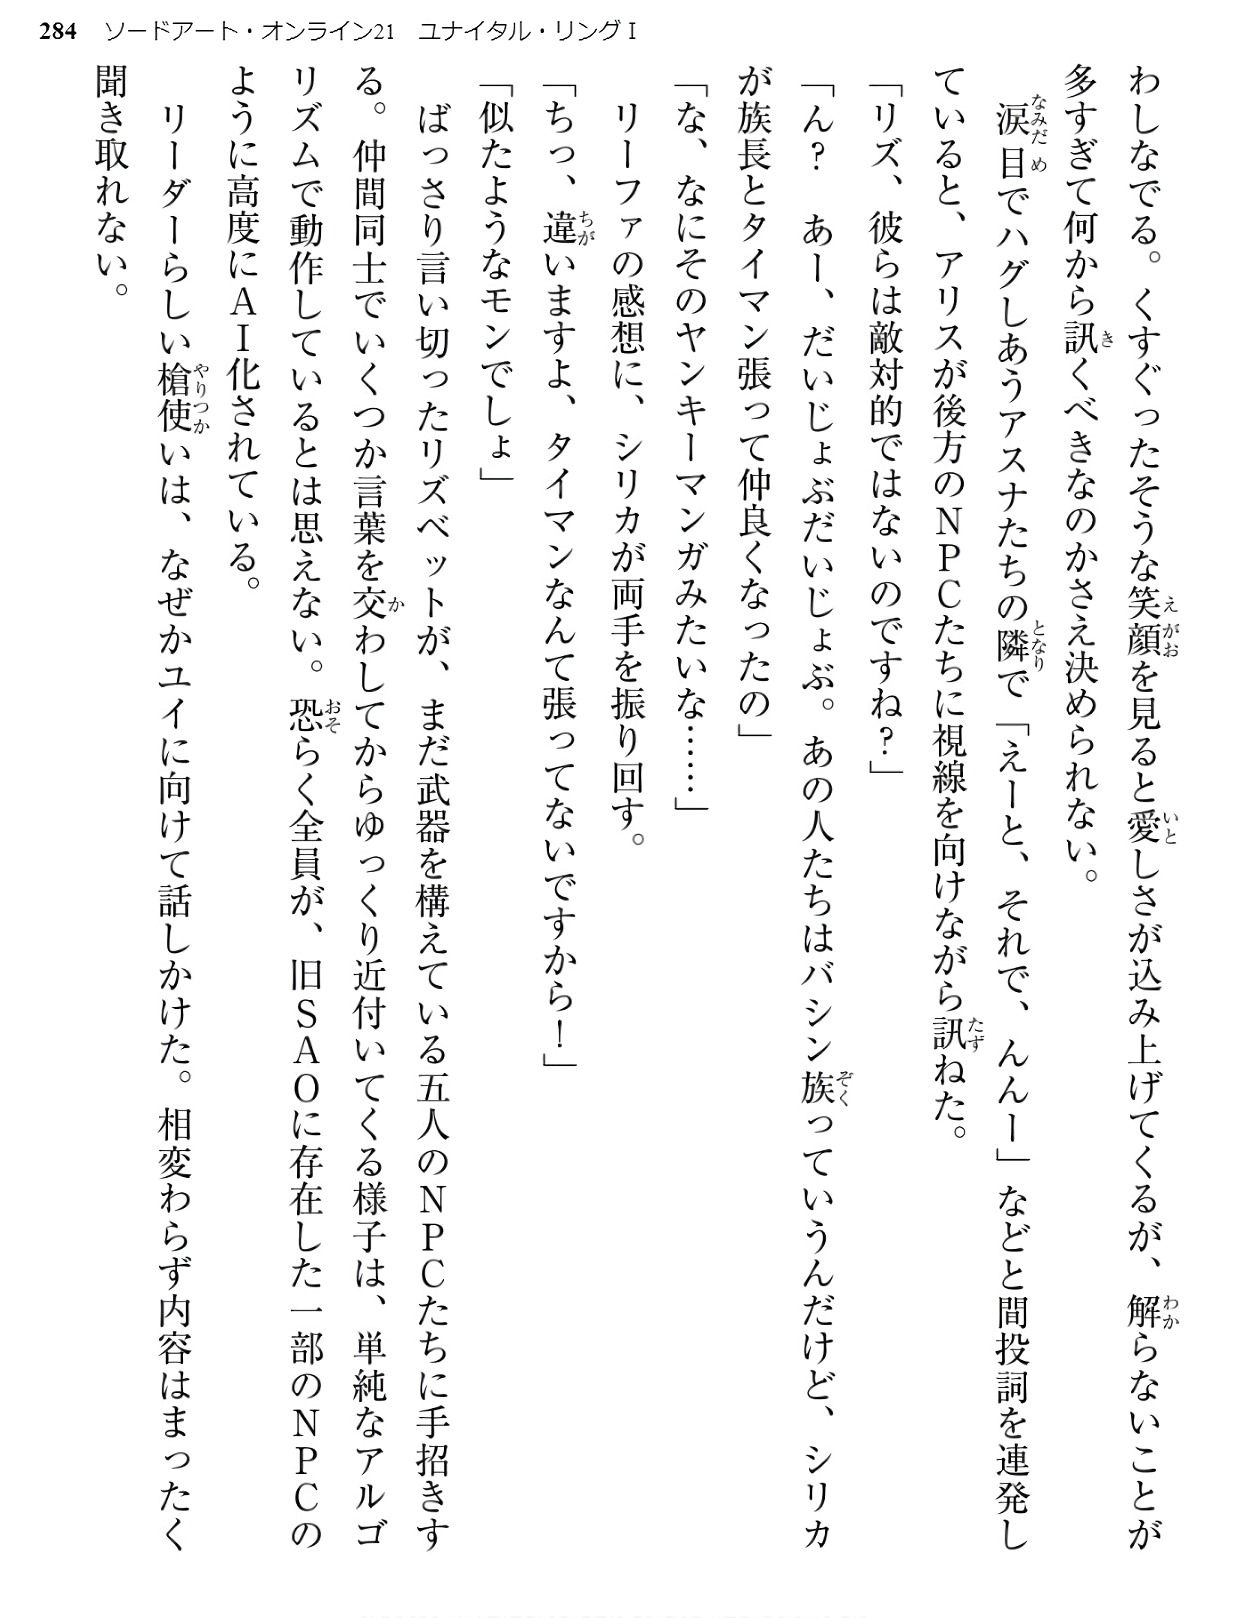 284 ソードアート・オンライン21 ユナイタル・リングⅠ
わしなでる。くすぐったそうな笑顔を見ると愛しさが込み上げてくるが、解らないことが
多すぎて何から訊くべきなのかさえ決められない。
　涙目でハグしあうアスナたちの隣で「えーと、それで、んんー」などと間投詞を連発し
ていると、アリスが後方のＮＰＣたちに視線を向けながら訊ねた。
「リズ、彼らは敵対的ではないのですね？」
「ん？　あー、だいじょぶだいじょぶ。あの人たちはバシン族っていうんだけど、シリカ
が族長とタイマン張って仲良くなったの」
「な、なにそのヤンキーマンガみたいな……」
　リーファの感想に、シリカが両手を振り回す。
「ちっ、違いますよ、タイマンなんて張ってないですから！」
「似たようなモンでしょ」
　ばっさり言い切ったリズベットが、まだ武器を構えている五人のＮＰＣたちに手招きす
る。仲間同士でいくつか言葉を交わしてからゆっくり近付いてくる様子は、単純なアルゴ
リズムで動作しているとは思えない。恐らく全員が、旧ＳＡＯに存在した一部のＮＰＣの
ように高度にＡＩ化されている。
　リーダーらしい槍使いは、なぜかユイに向けて話しかけた。相変わらず内容はまったく
聞き取れない。